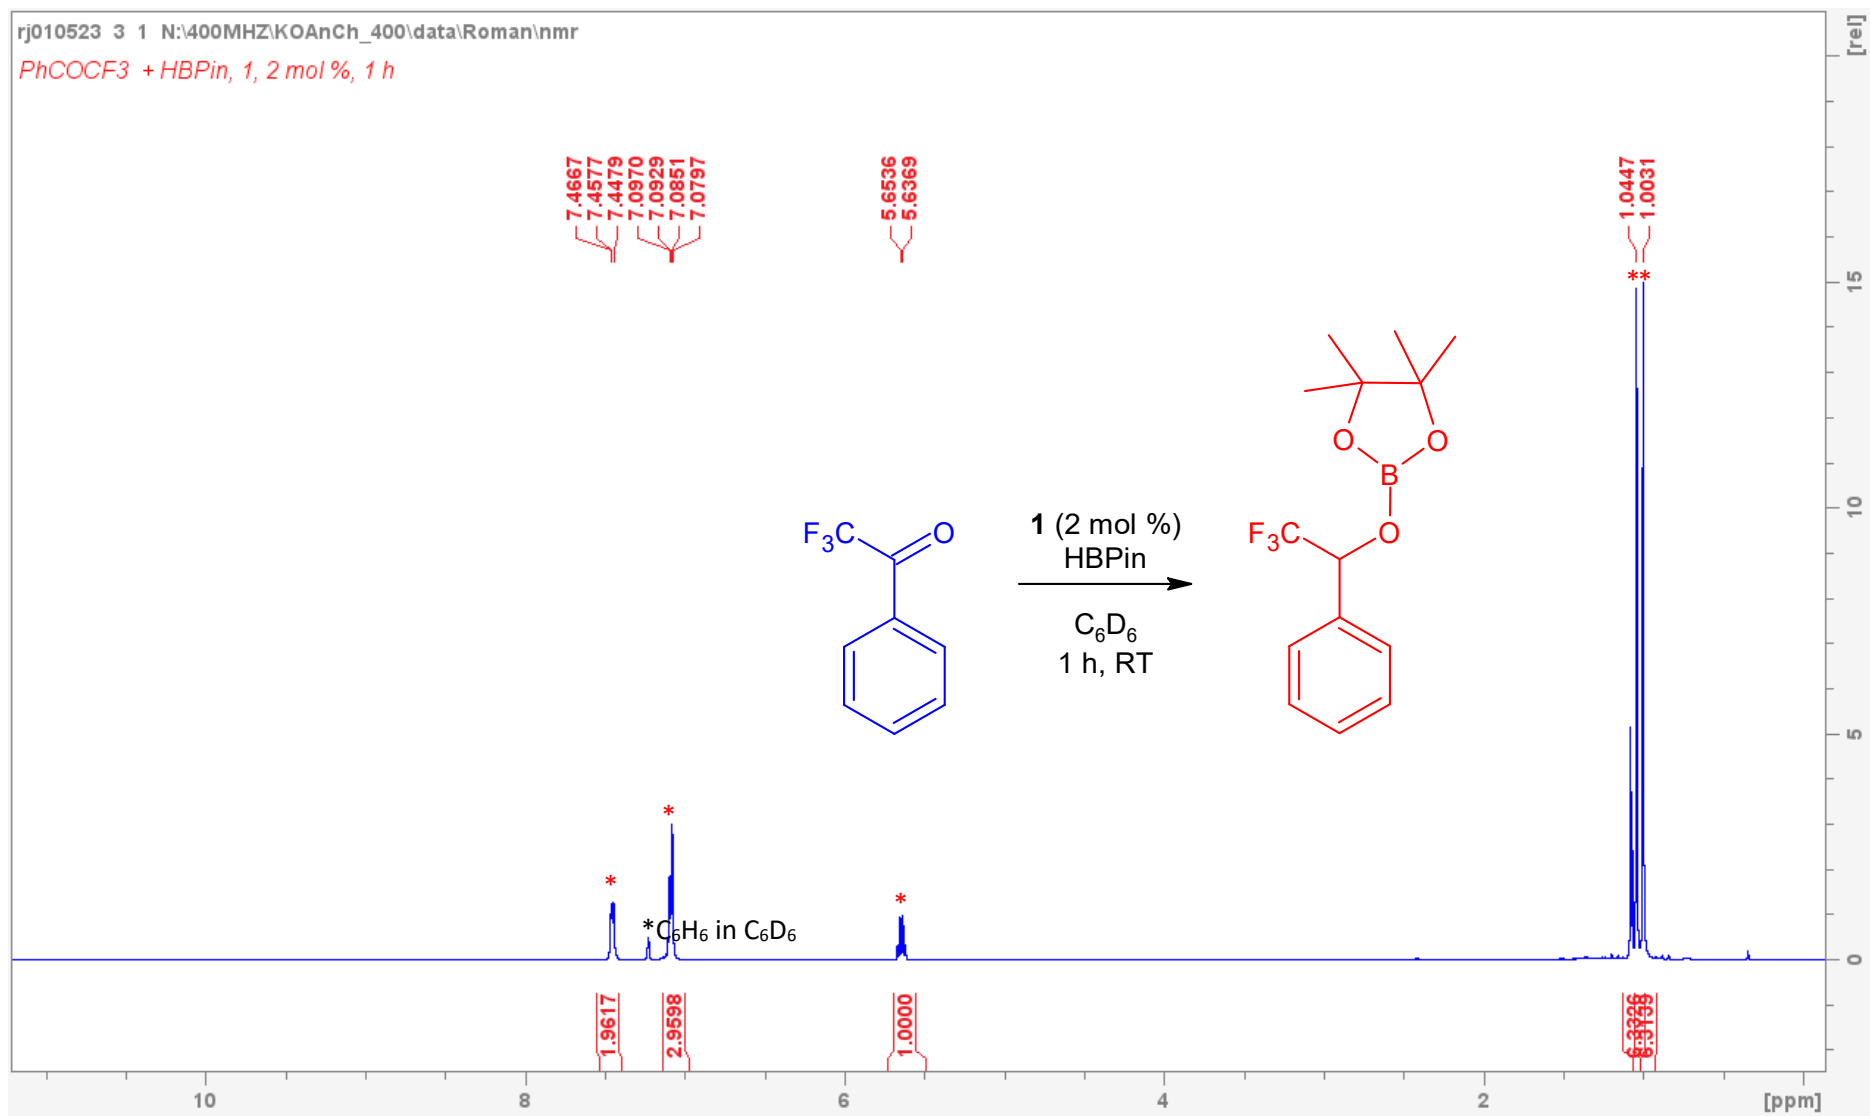 rj010523 3 1 N:\400MHZ\KOAnCh_400\data\Roman\nmr
[rel]
PhCOCF3 + HBPin, 1, 2 mol %, 1 h
7.4667
7.4577
7.4479
7.0970
7.0929
7.0851
7.0797
5.6536
5.6369
1.0447
1.0031
**
15
O
O
B
10
F₃C
O
1 (2 mol %)
HBPin
F₃C
O
C₆D₆
1 h, RT
5
*
*
*
*C₆H₆ in C₆D₆
0
1.9617
2.9598
1.0000
10
8
6
4
2
[ppm]